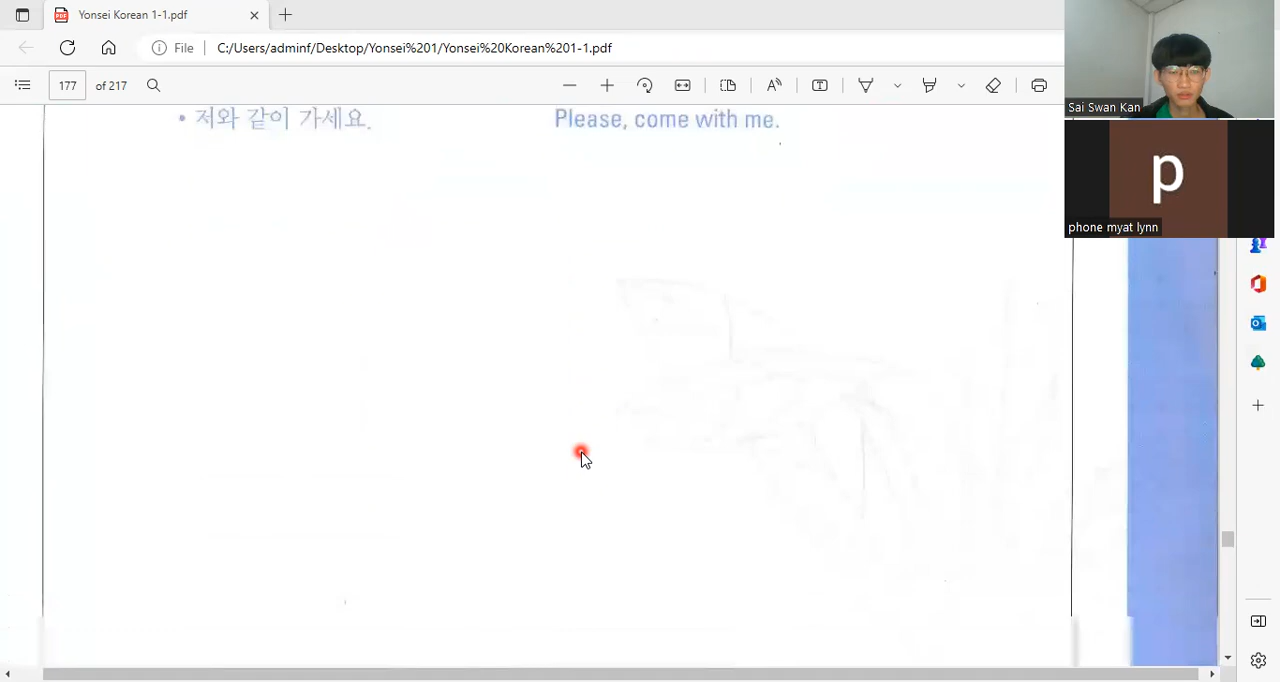 Yonsei Korean 1-1.pdf
File
C:/Users/adminf/Desktop/Yonsei%201/Yonsei%20Korean%201-1.pdf
177 of 217
• 저와 같이 가세요. Please, come with me.
Sai Swan Kan
p
phone myat lynn